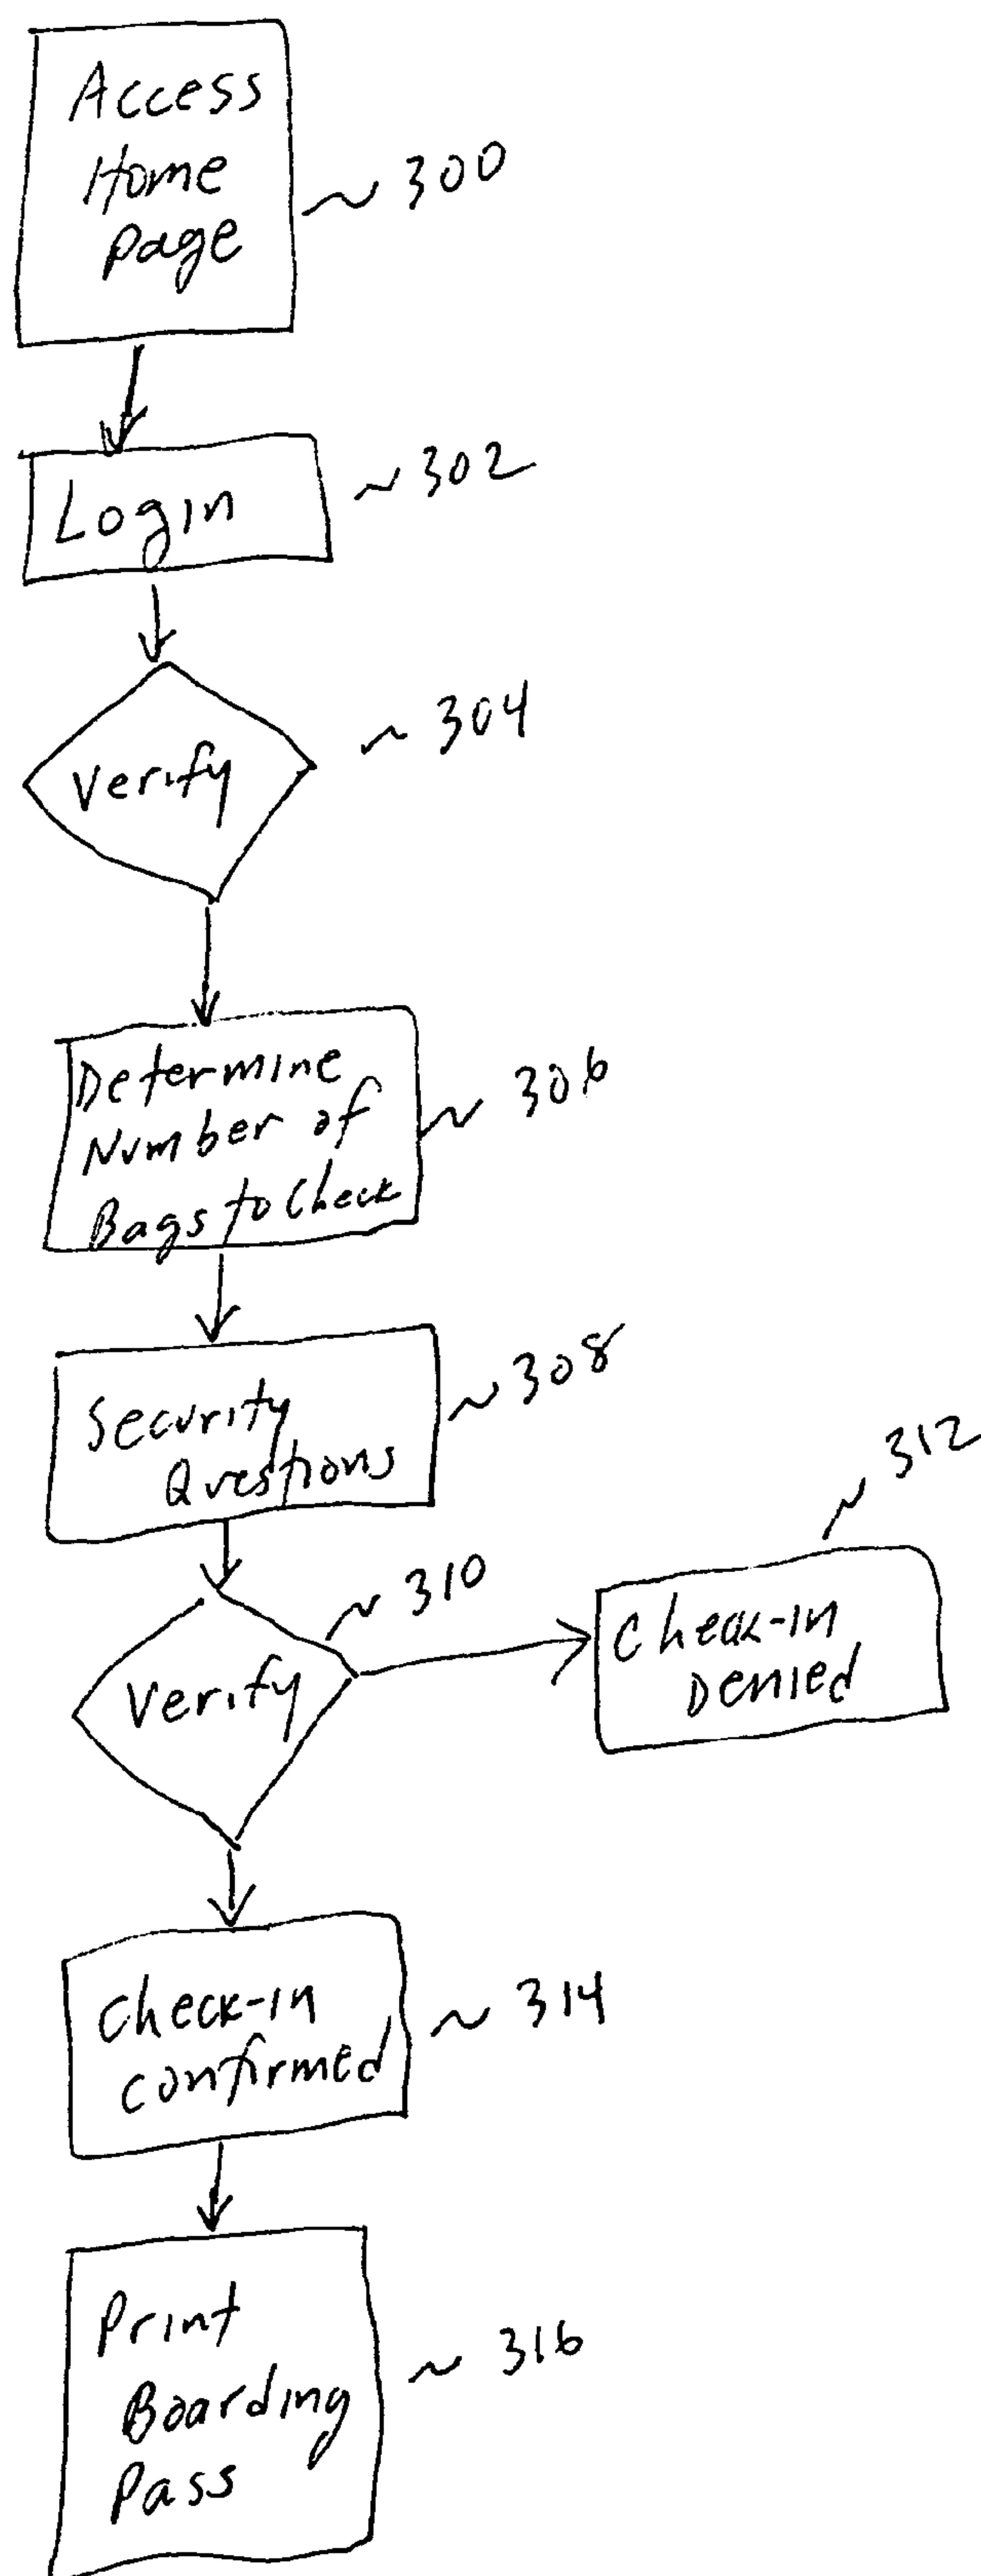 Access
Home
Page
300
Login
302
Verify
304
Determine
Number of
Bags to Check
306
Security
Questions
308
Verify
310
312
Check-in
Denied
Check-in
confirmed
314
Print
Boarding
Pass
316